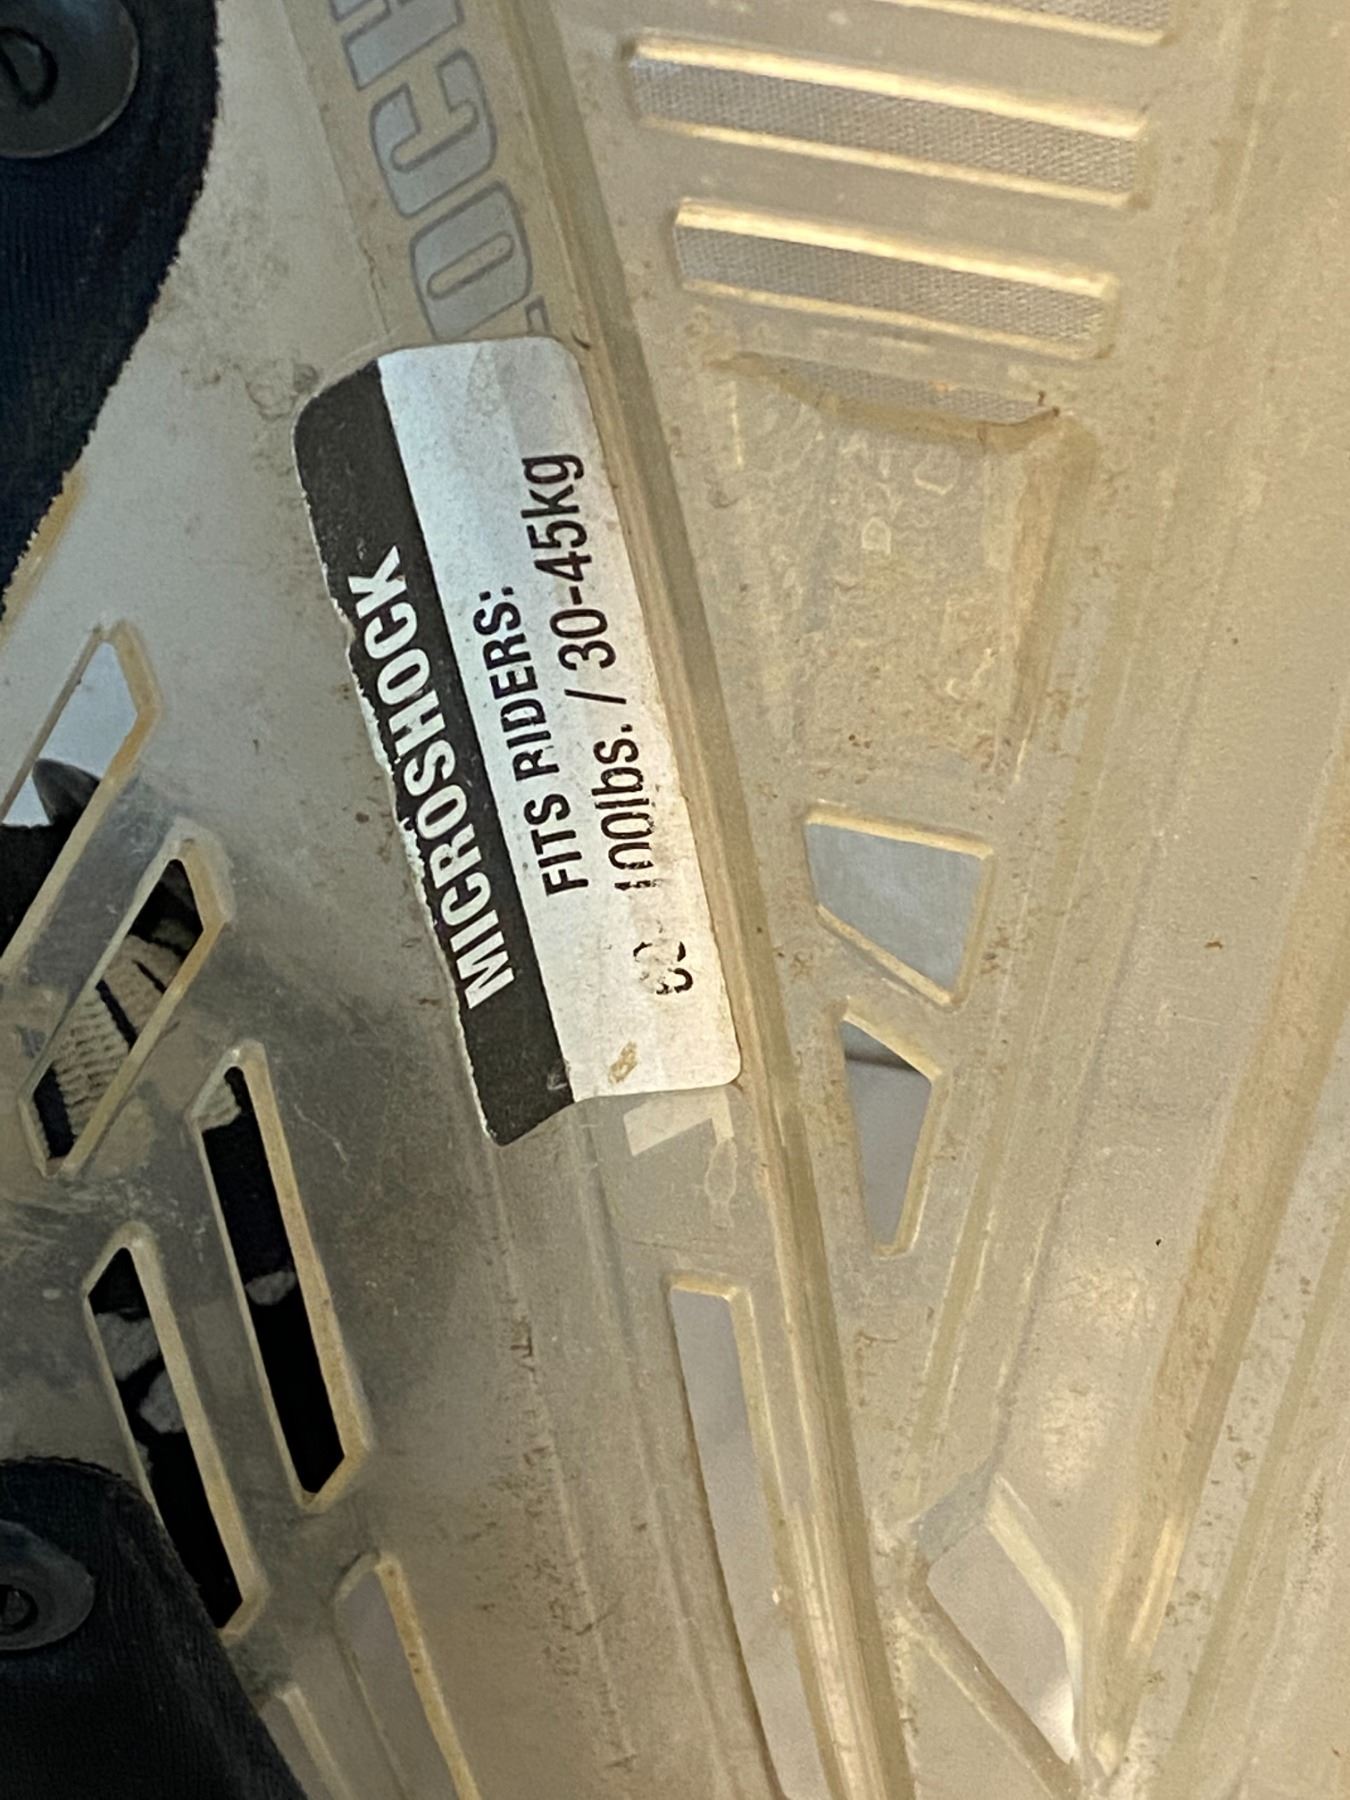 MICROSHOCK
FITS RIDERS:
100lbs. / 30-45kg